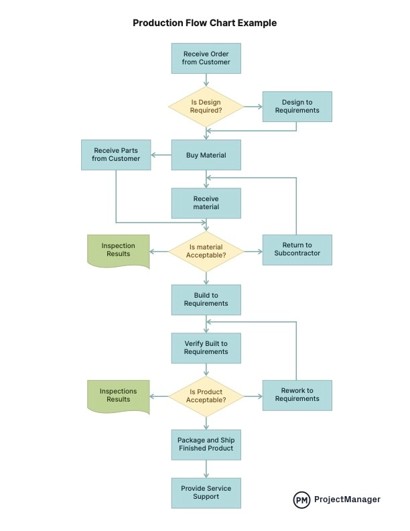 Production Flow Chart Example
Receive Order
from Customer
Is Design
Required?
Design to
Requirements
Receive Parts
from Customer
Buy Material
Receive
material
Inspection
Results
Is material
Acceptable?
Return to
Subcontractor
Build to
Requirements
Verify Built to
Requirements
Inspections
Results
Is Product
Acceptable?
Rework to
Requirements
Package and Ship
Finished Product
Provide Service
Support
PM ProjectManager